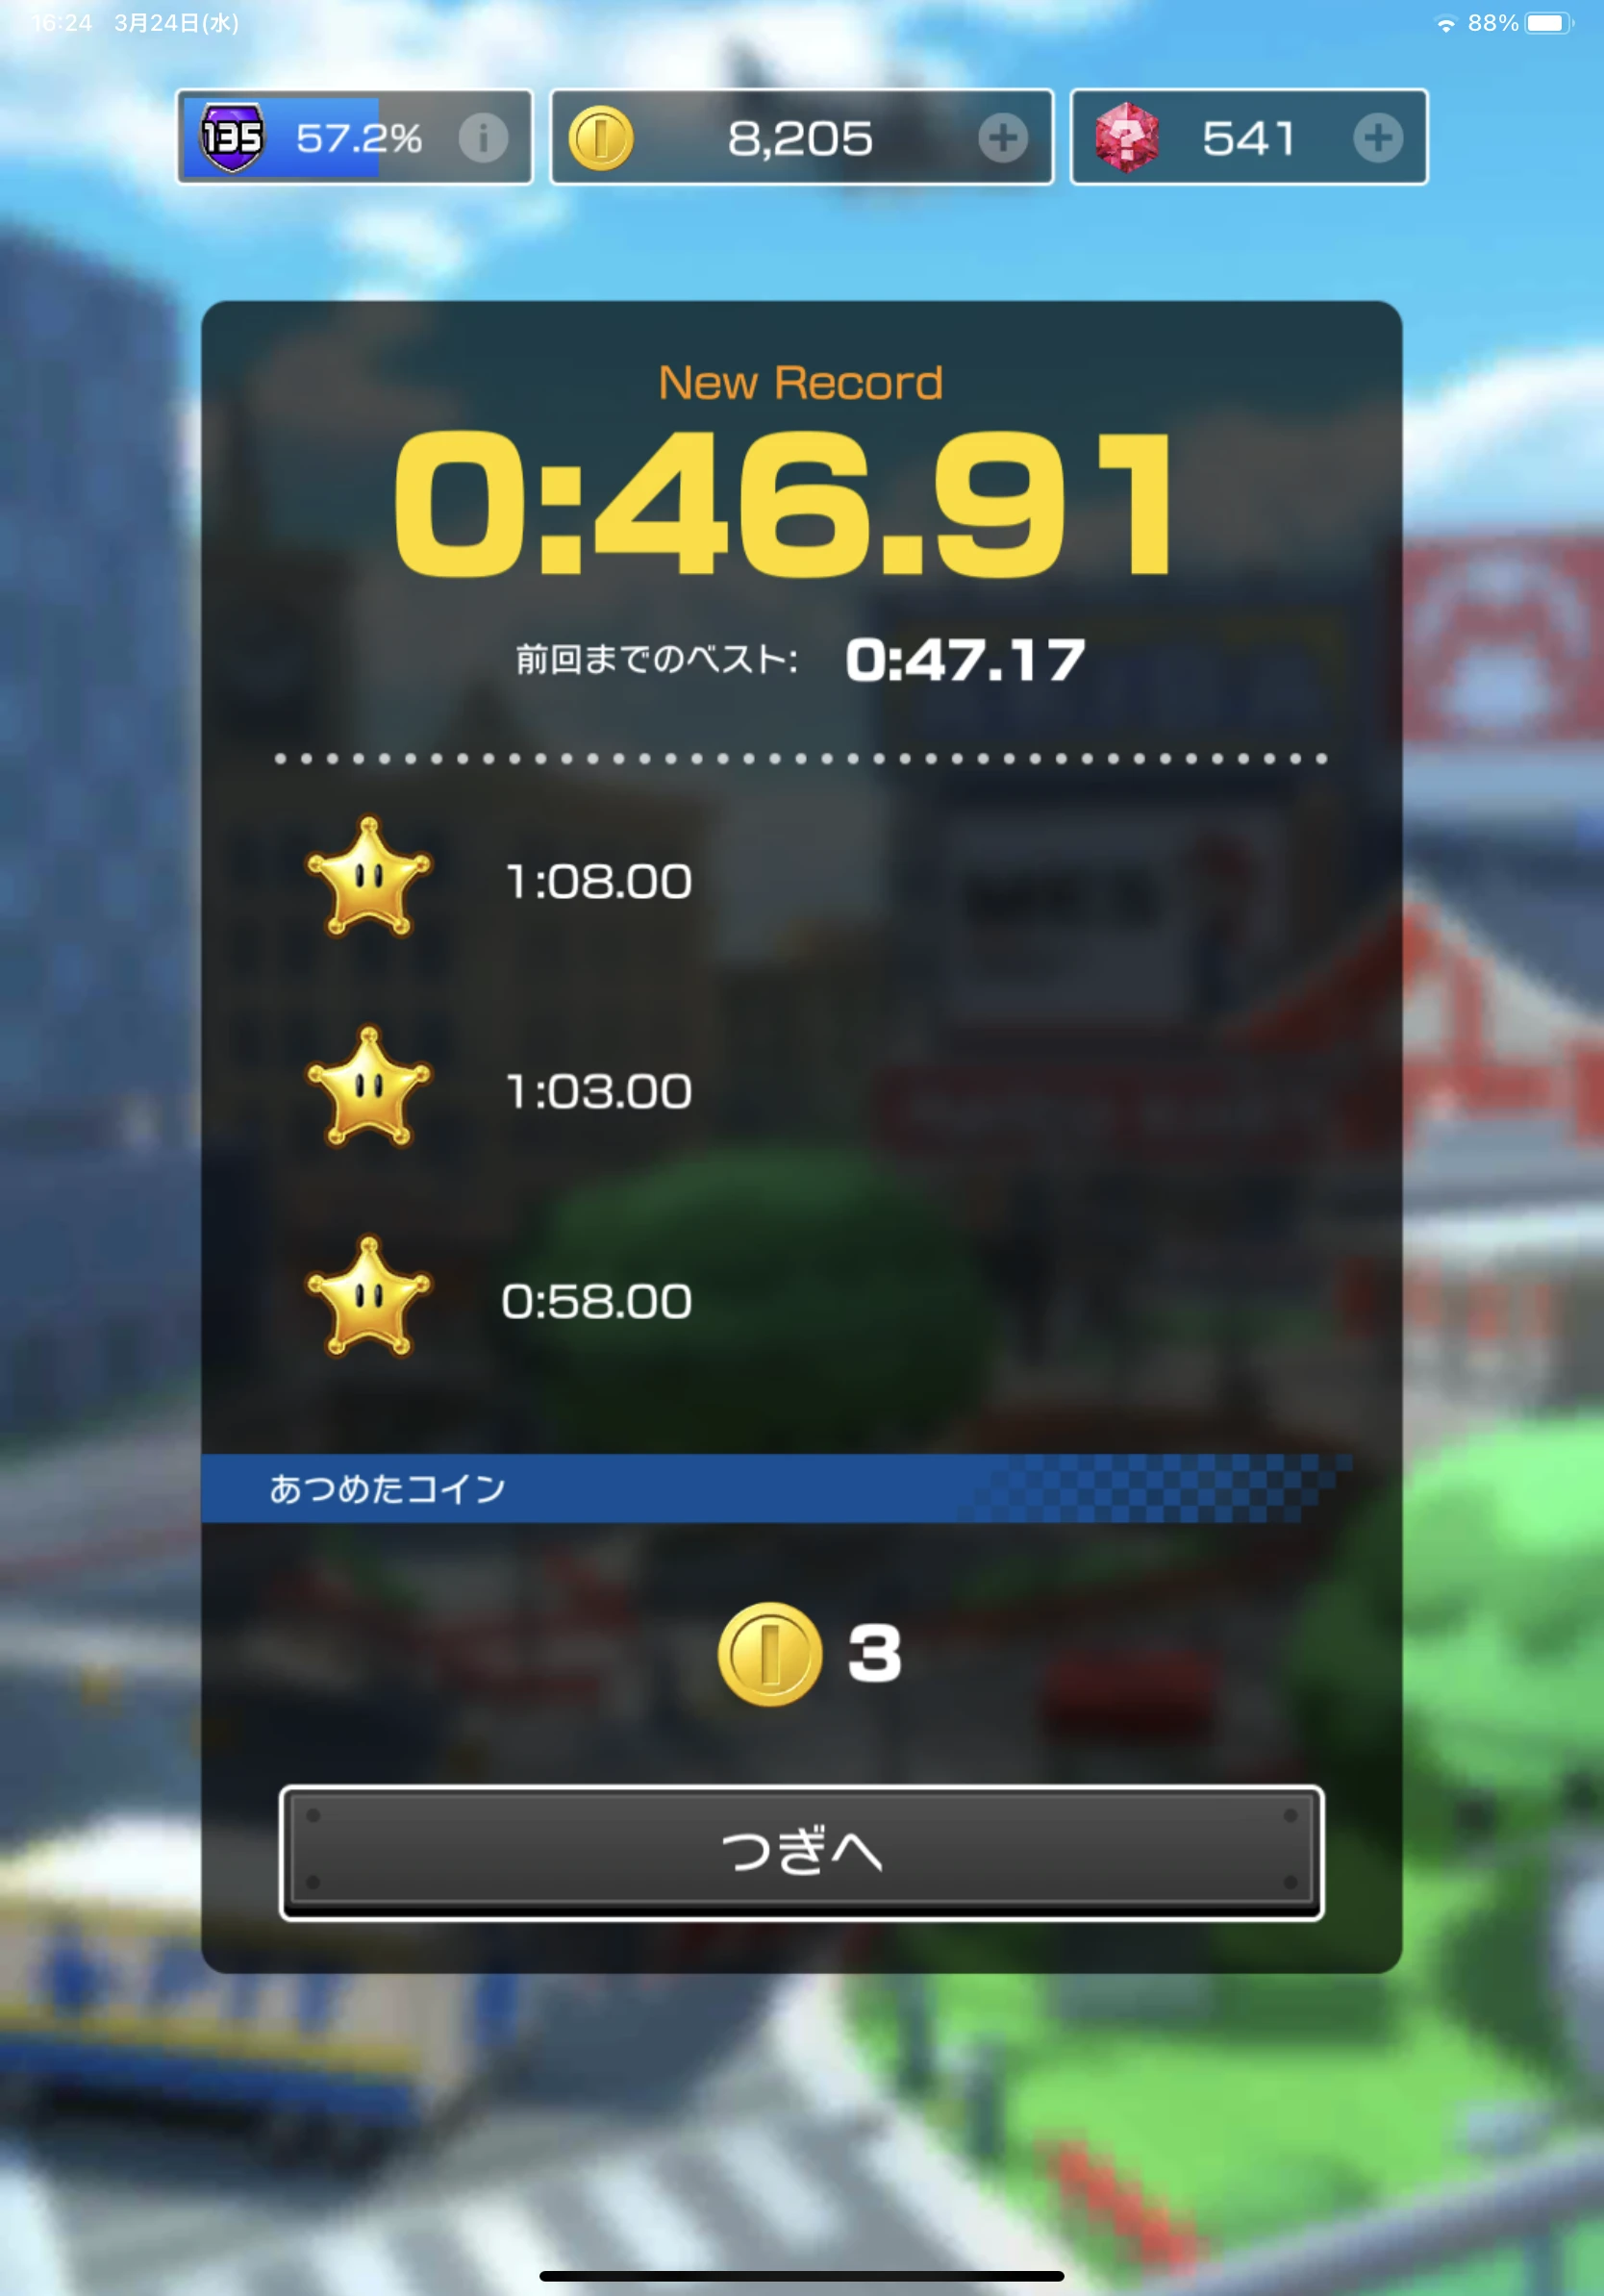 16:24 3月24日(水) 88%
135 57.2% i 8,205 + ? 541 +
New Record
0:46.91
前回までのベスト: 0:47.17
1:08.00
1:03.00
0:58.00
あつめたコイン
3
つぎへ